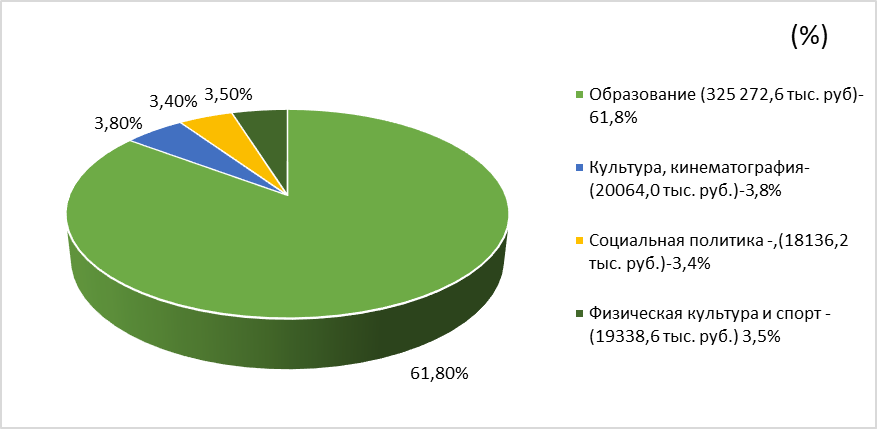 (%)
3,50%
3,40%
3,80%
61,80%
Образование (325 272,6 тыс. руб)-
61,8%
Культура, кинематография-
(20064,0 тыс. руб.)-3,8%
Социальная политика -,(18136,2
тыс. руб.)-3,4%
Физическая культура и спорт -
(19338,6 тыс. руб.) 3,5%